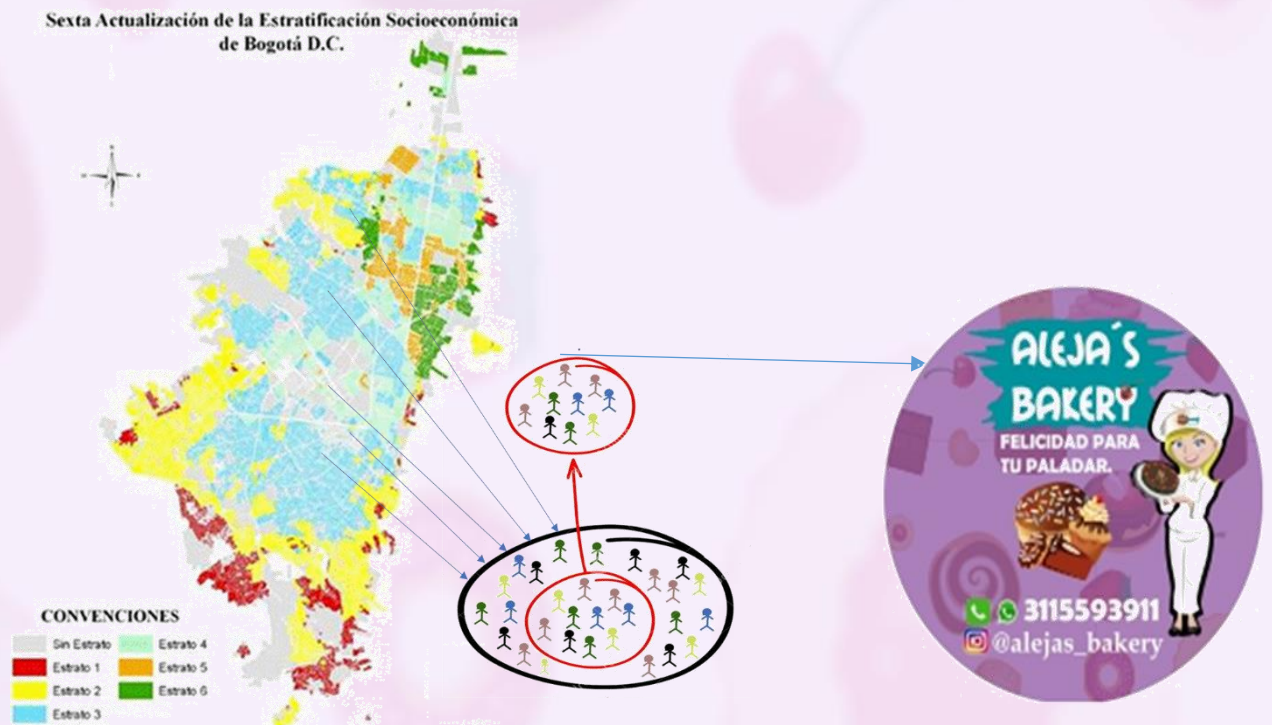 Sexta Actualización de la Estratificación Socioeconómica
de Bogotá D.C.
CONVENCIONES
Sin Estrato
Estrato 1
Estrato 2
Estrato 3
Estrato 4
Estrato 5
Estrato 6
ALEJA´S
BAKERY
FELICIDAD PARA
TU PALADAR.
3115593911
@alejas_bakery